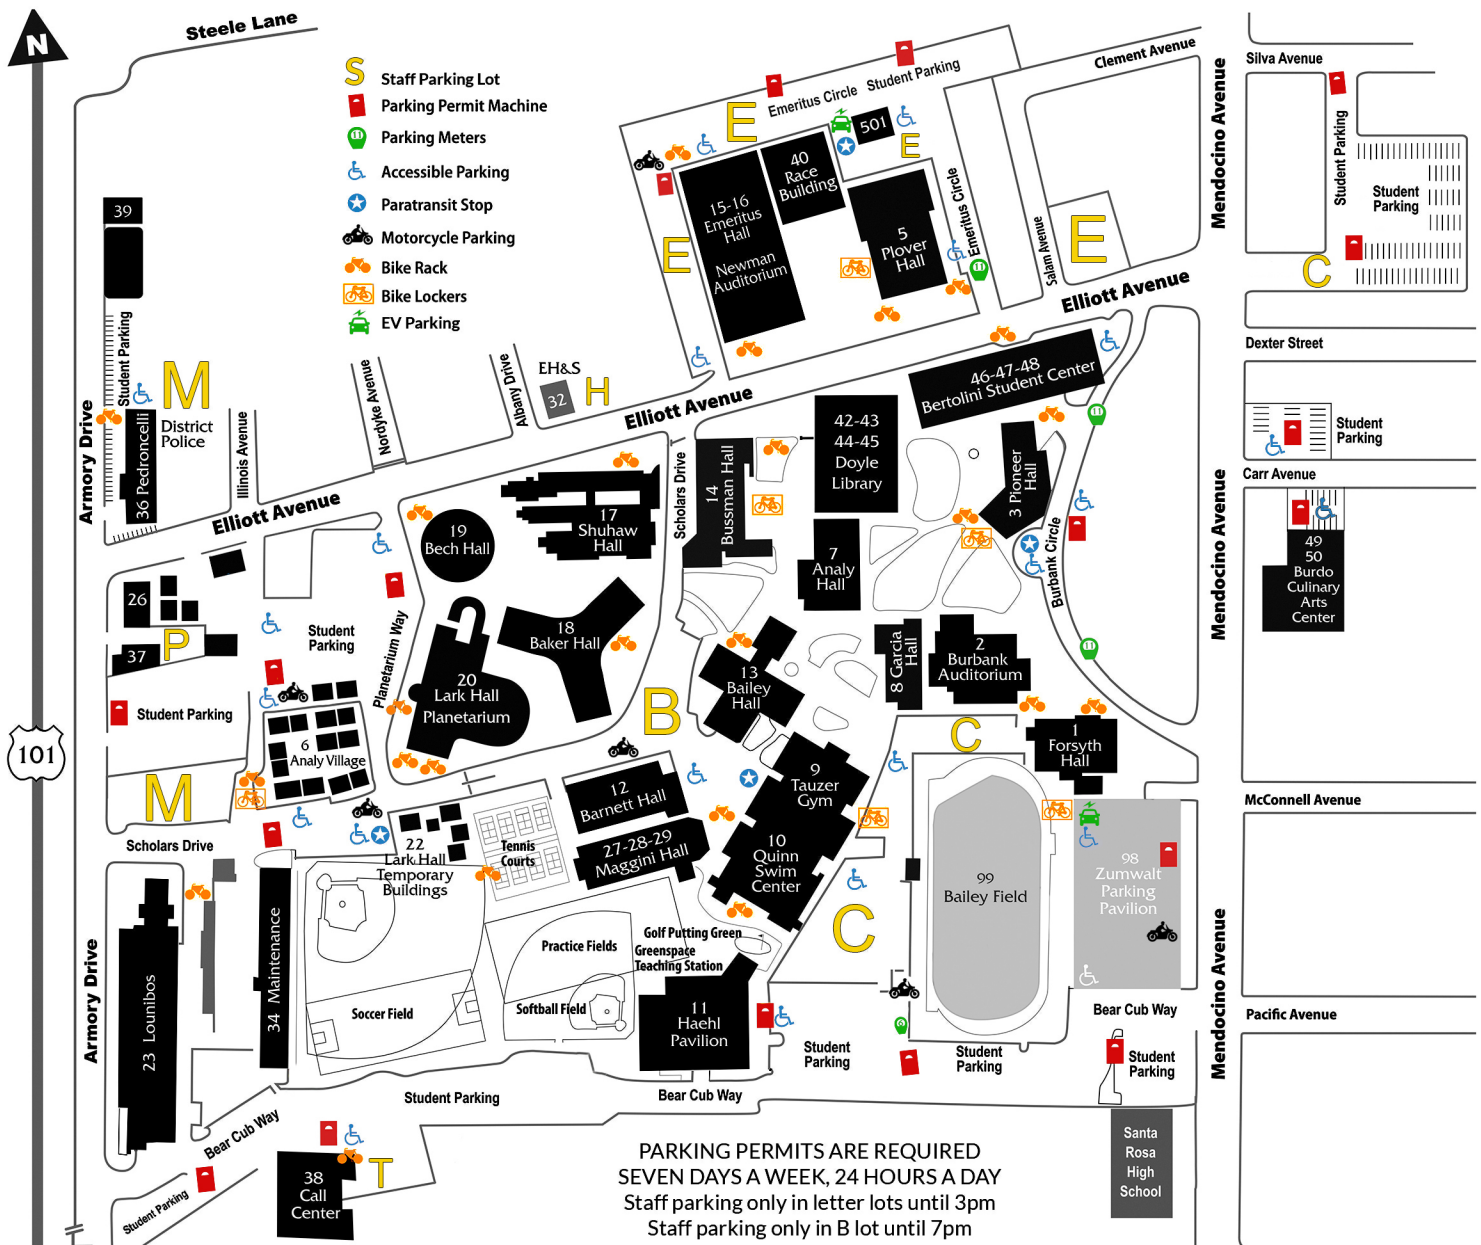 N
Steele Lane
S Staff Parking Lot
Parking Permit Machine
11 Parking Meters
Accessible Parking
Paratransit Stop
Motorcycle Parking
Bike Rack
Bike Lockers
EV Parking
Emeritus Circle
Student Parking
Clement Avenue
Mendocino Avenue
Silva Avenue
Student Parking
Student
Parking
C
E
501
E
40
Race
Building
15-16
Emeritus
Hall
Newman
Auditorium
5
Plover
Hall
Emeritus Circle
11
E
Salam Avenue
E
Elliott Avenue
Dexter Street
39
Student Parking
M
District
Police
Armory Drive
36 Pedroncelli
Illinois Avenue
Nordyke Avenue
Albany Drive
EH&S
32
H
Elliott Avenue
Elliott Avenue
46-47-48
Bertolini Student Center
11
Student
Parking
Carr Avenue
Mendocino Avenue
49
50
Burdo
Culinary
Arts
Center
42-43
44-45
Doyle
Library
Scholars Drive
14
Bussman Hall
3 Pioneer
Hall
Burbank Circle
7
Analy
Hall
17
Shuhaw
Hall
19
Bech Hall
18
Baker Hall
20
Lark Hall
Planetarium
Planetarium Way
26
P
37
Student
Parking
Student Parking
6
Analy Village
M
Scholars Drive
B
13
Bailey
Hall
8 Garcia
Hall
2
Burbank
Auditorium
11
C
1
Forsyth
Hall
101
McConnell Avenue
9
Tauzer
Gym
12
Barnett Hall
27-28-29
Maggini Hall
10
Quinn
Swim
Center
22
Lark Hall
Temporary
Buildings
Tennis
Courts
C
99
Bailey Field
98
Zumwalt
Parking
Pavilion
Armory Drive
23 Lounibos
34 Maintenance
Practice Fields
Golf Putting Green
Greenspace
Teaching Station
Soccer Field
Softball Field
11
Haehl
Pavilion
6
Student
Parking
Student
Parking
Bear Cub Way
Student
Parking
Mendocino Avenue
Pacific Avenue
Student Parking
Bear Cub Way
Bear Cub Way
Student Parking
38
Call
Center
T
Santa
Rosa
High
School
PARKING PERMITS ARE REQUIRED
SEVEN DAYS A WEEK, 24 HOURS A DAY
Staff parking only in letter lots until 3pm
Staff parking only in B lot until 7pm